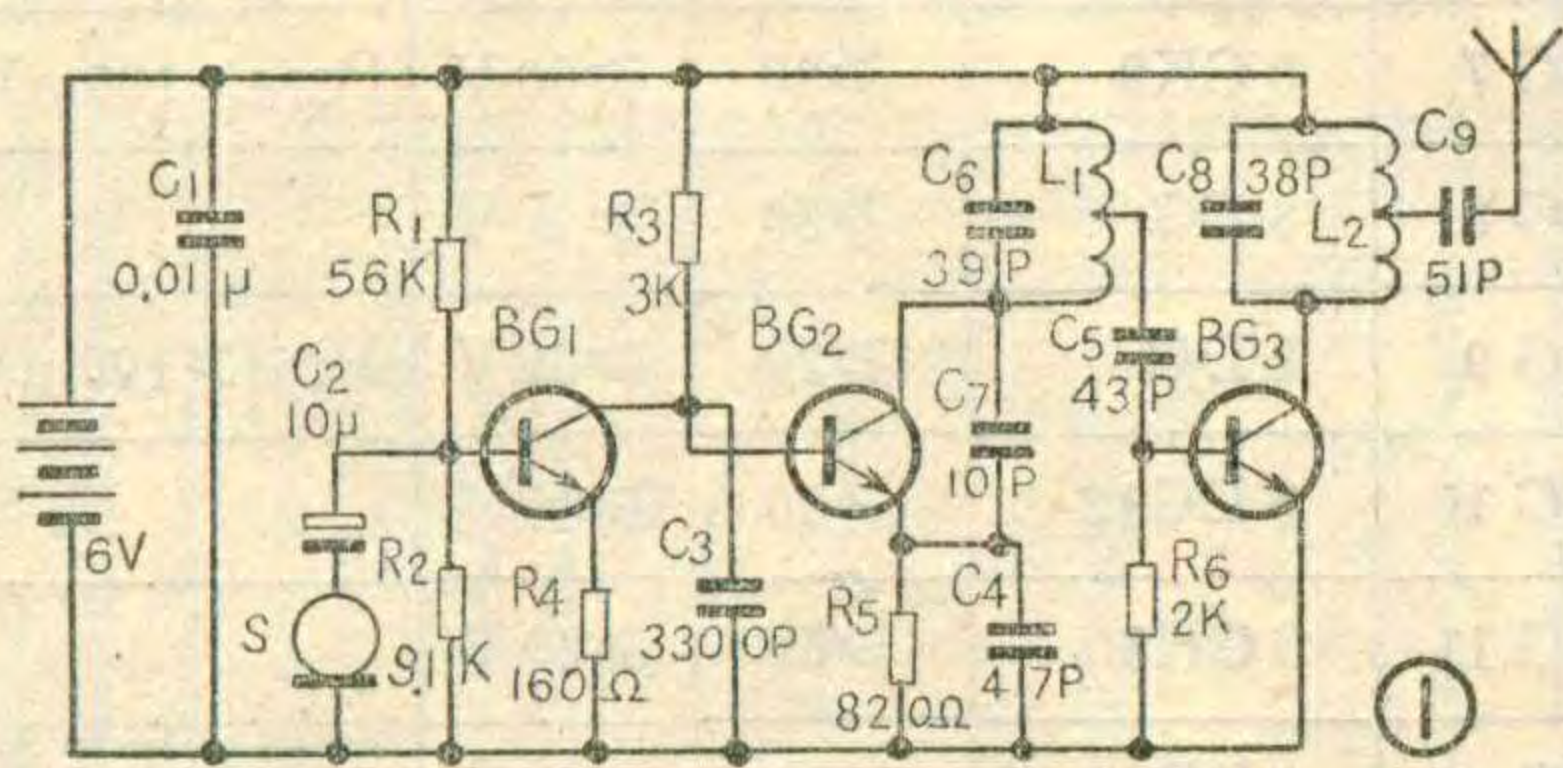 C1
0.01 μ
R1
56K
R3
3K
C6
39P
L1
C8
38P
L2
C9
51P
C2
10μ
BG1
BG2
C7
10P
C5
43P
BG3
6V
S
R2
9.1K
R4
160Ω
C3
3300P
R5
820Ω
C4
47P
R6
2K
1